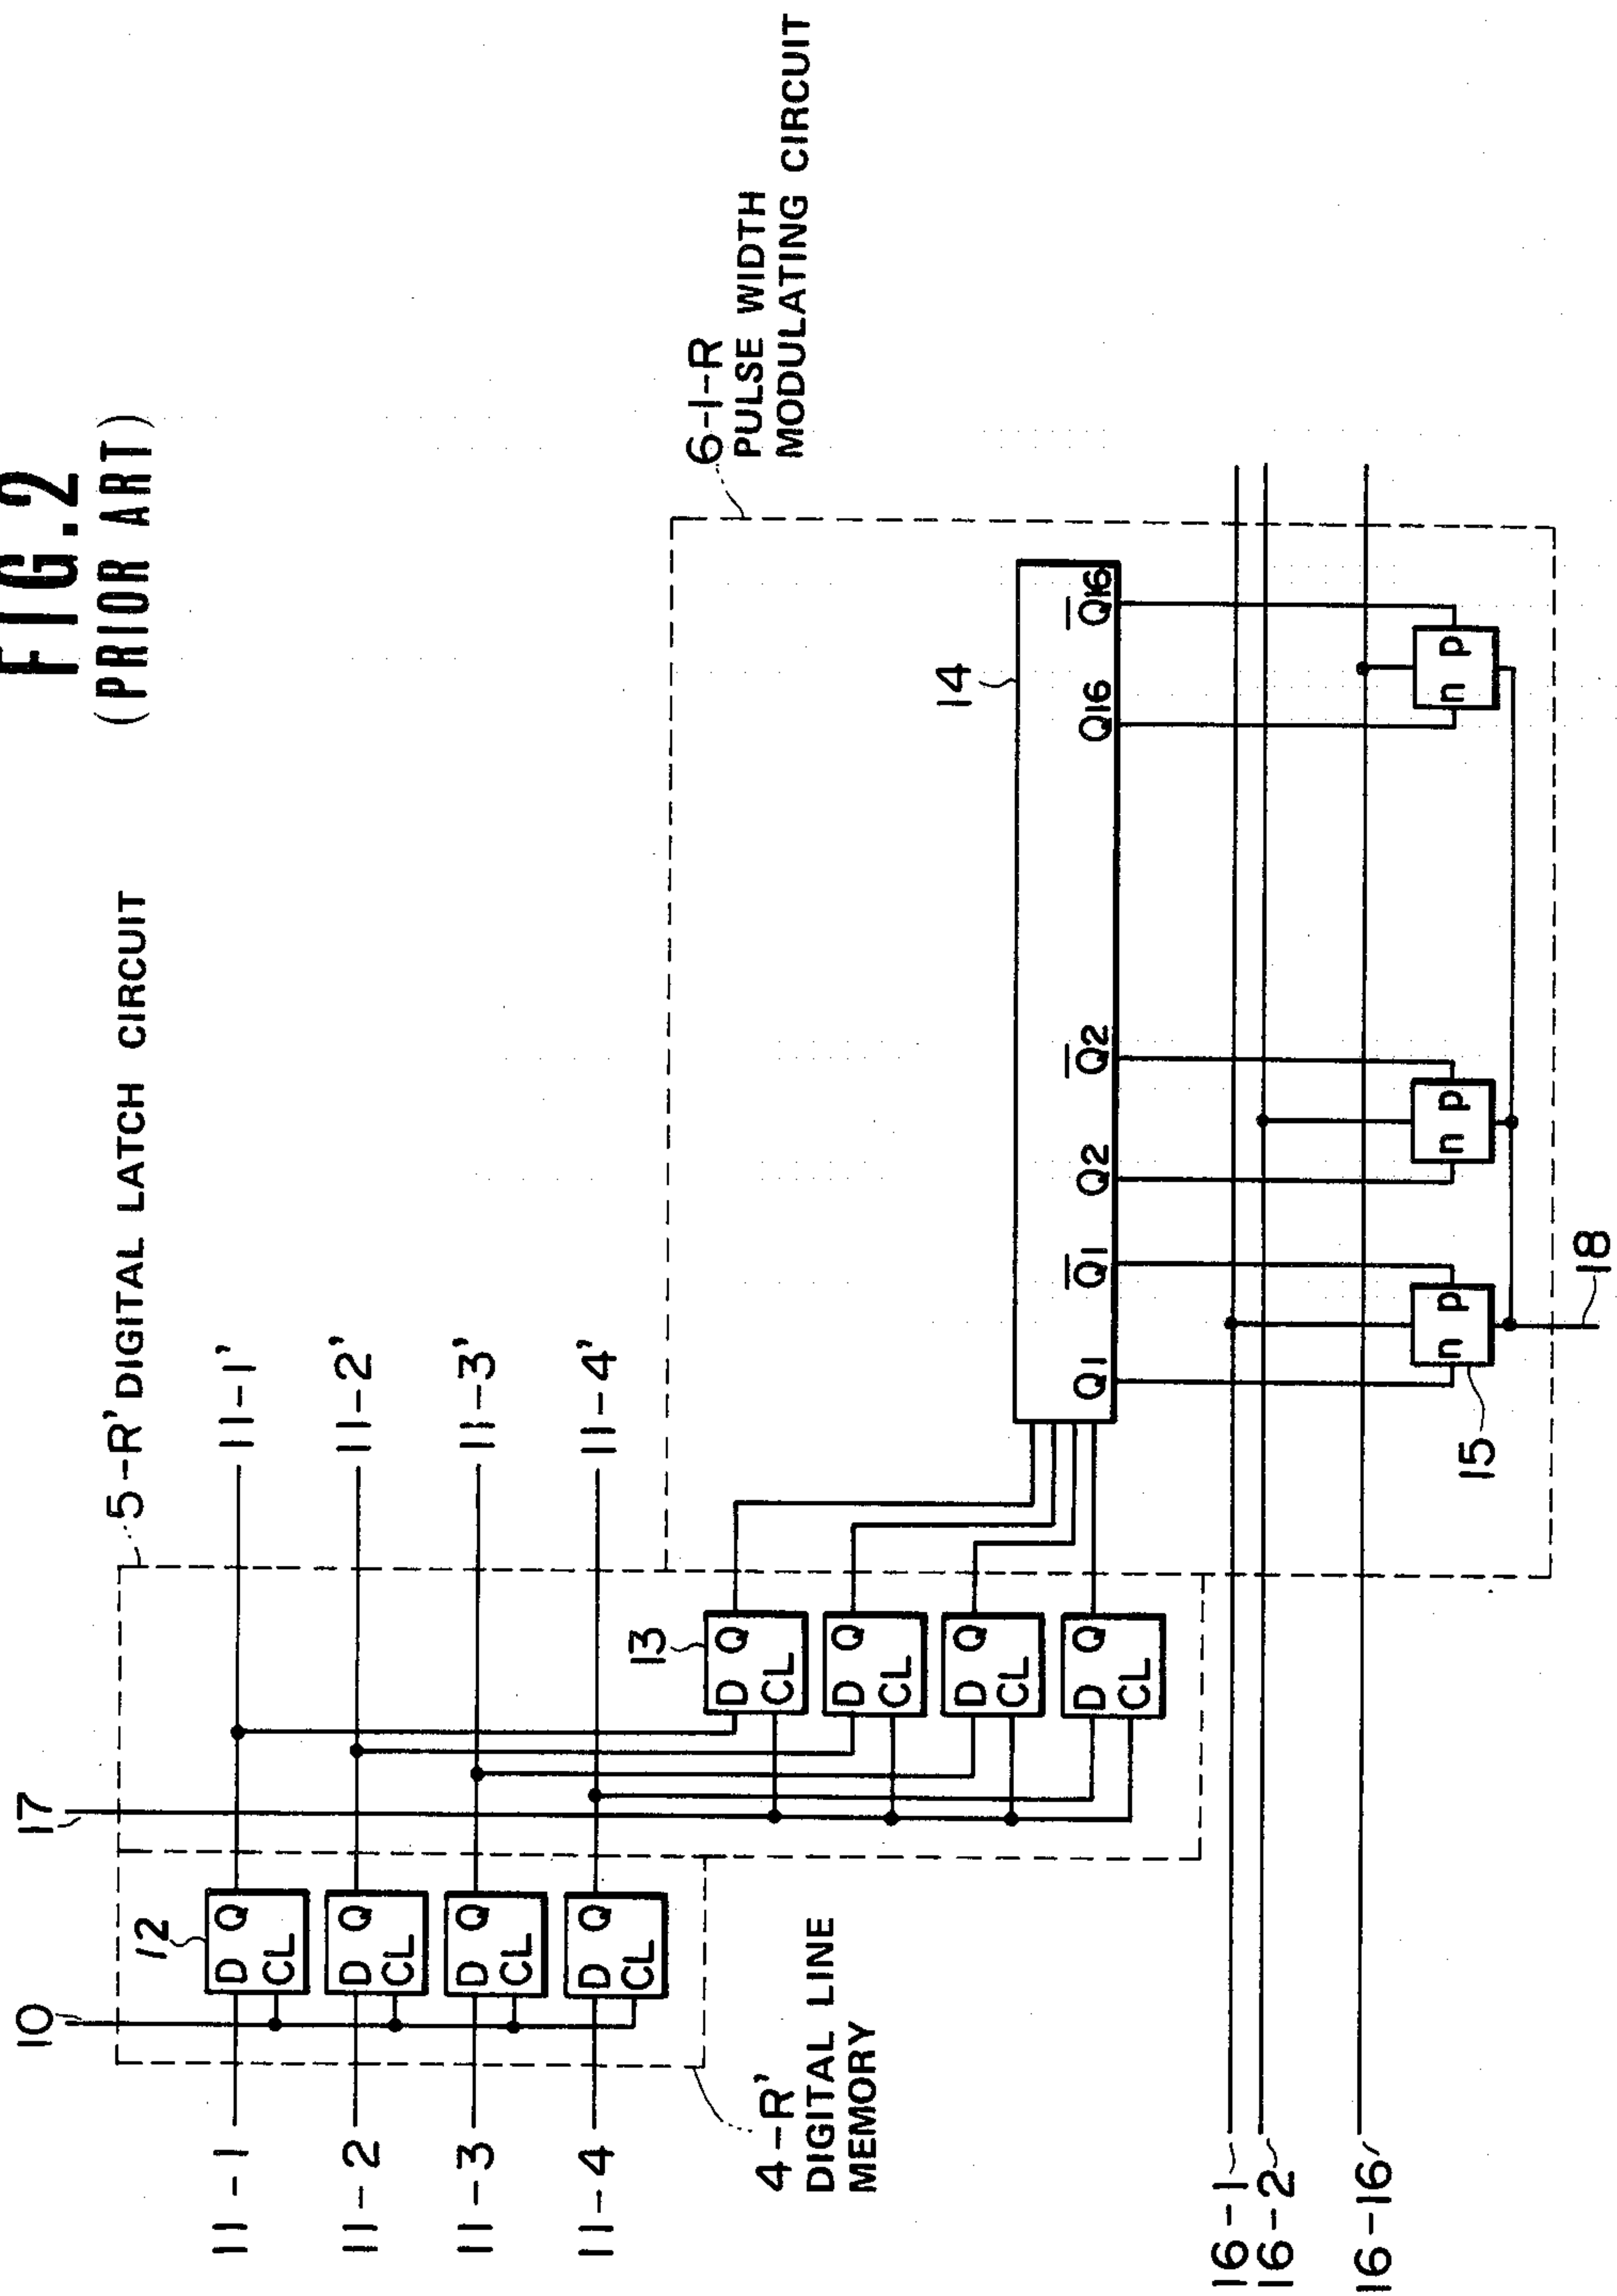 FIG.2
(PRIOR ART)
5-R' DIGITAL LATCH CIRCUIT
10
17
12
11-1
D Q
CL
11-1'
11-2
D Q
CL
11-2'
11-3
D Q
CL
11-3'
11-4
D Q
CL
11-4'
4-R'
DIGITAL LINE
MEMORY
13
D Q
CL
D Q
CL
D Q
CL
D Q
CL
6-1-R
PULSE WIDTH
MODULATING CIRCUIT
14
Q1 Q̅1 Q2 Q̅2 Q16 Q̅16
16-1
16-2
16-16
n p
n p
n p
15
18